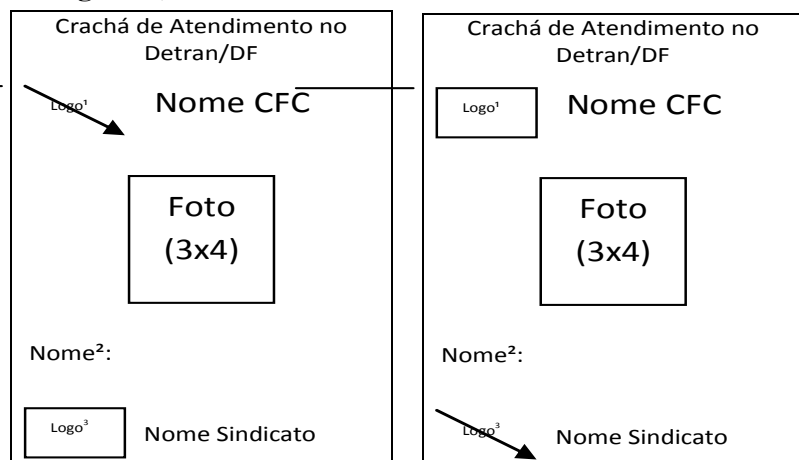 Crachá de Atendimento no
Detran/DF
Logo¹
Nome CFC
Foto
(3x4)
Nome²:
Logo³
Nome Sindicato
Crachá de Atendimento no
Detran/DF
Logo¹
Nome CFC
Foto
(3x4)
Nome²:
Logo³
Nome Sindicato